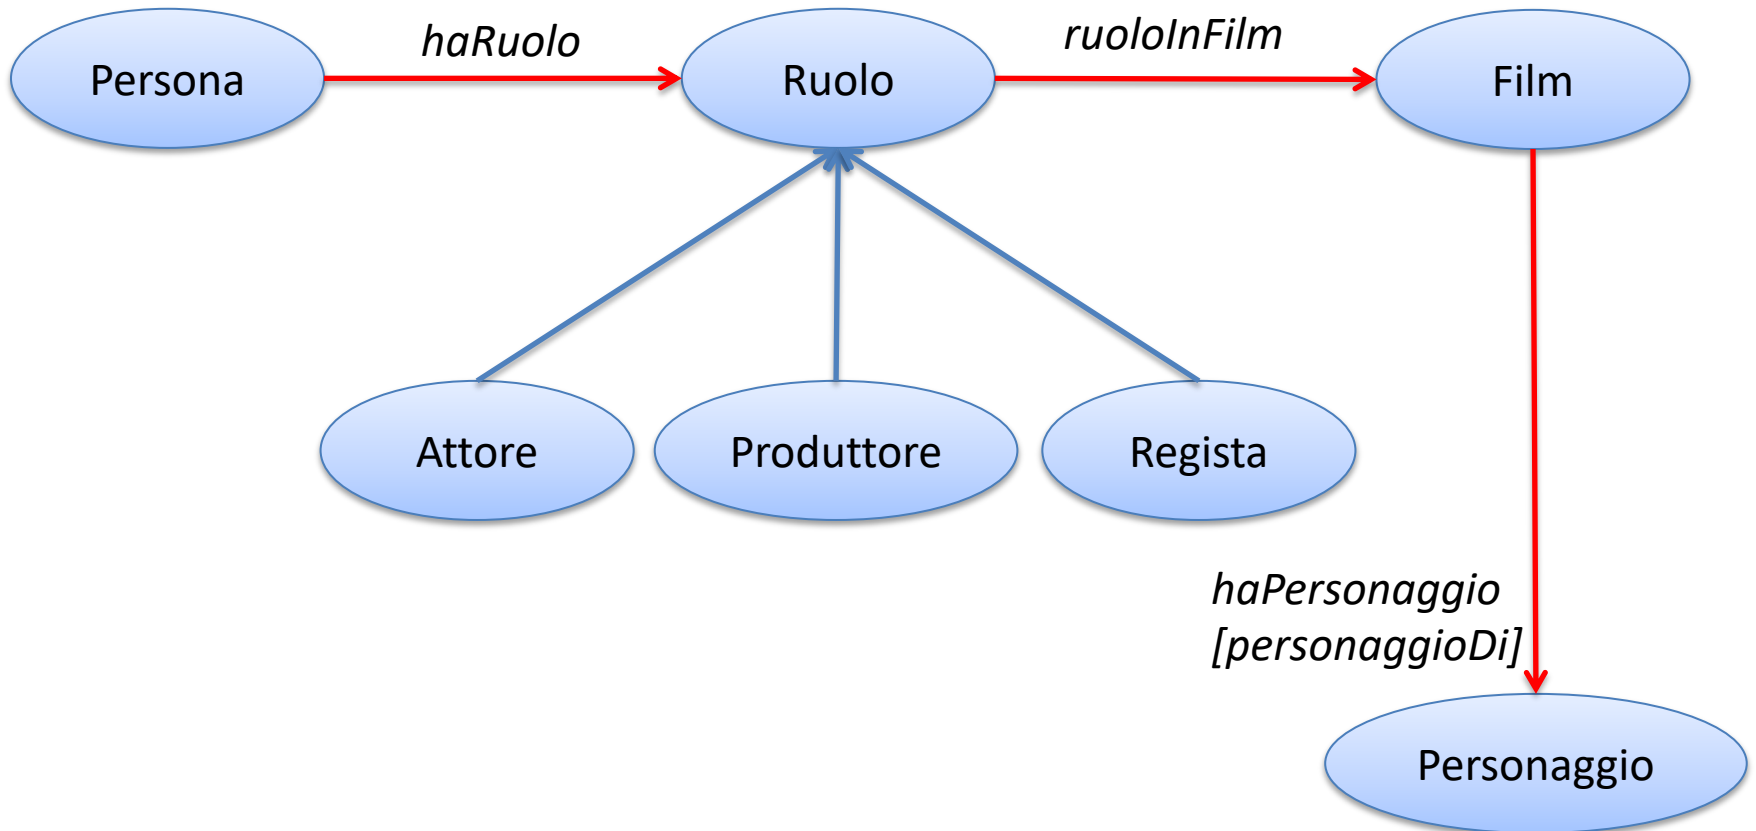 haRuolo
ruoloInFilm
Persona
Ruolo
Film
Attore
Produttore
Regista
haPersonaggio
[personaggioDi]
Personaggio